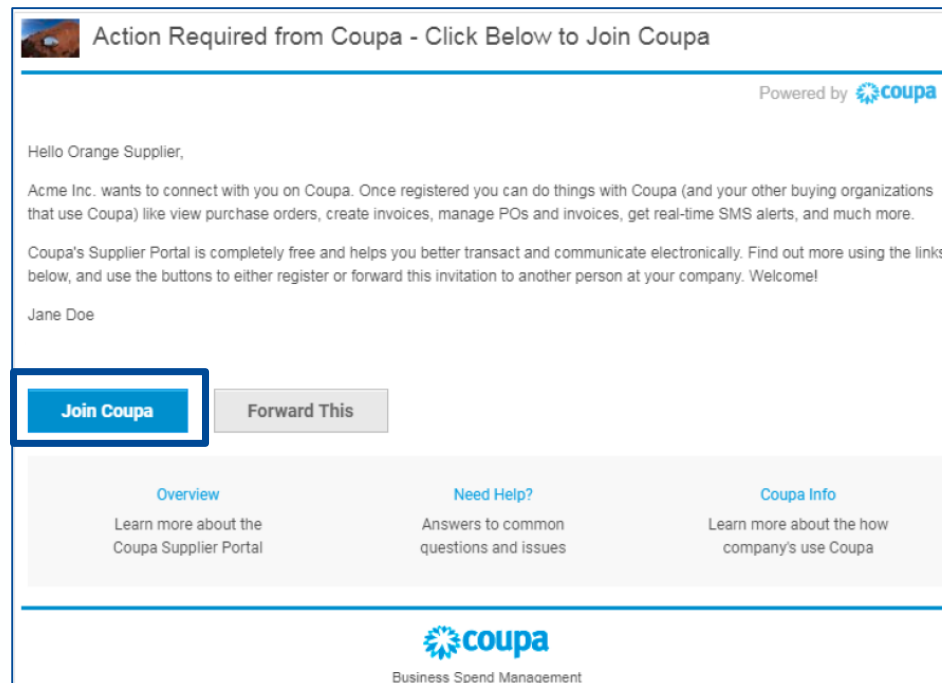 Action Required from Coupa - Click Below to Join Coupa
Powered by coupa
Hello Orange Supplier,
Acme Inc. wants to connect with you on Coupa. Once registered you can do things with Coupa (and your other buying organizations
that use Coupa) like view purchase orders, create invoices, manage POs and invoices, get real-time SMS alerts, and much more.
Coupa's Supplier Portal is completely free and helps you better transact and communicate electronically. Find out more using the links
below, and use the buttons to either register or forward this invitation to another person at your company. Welcome!
Jane Doe
Join Coupa Forward This
Overview Need Help? Coupa Info
Learn more about the Answers to common Learn more about the how
Coupa Supplier Portal questions and issues company's use Coupa
coupa
Business Spend Management